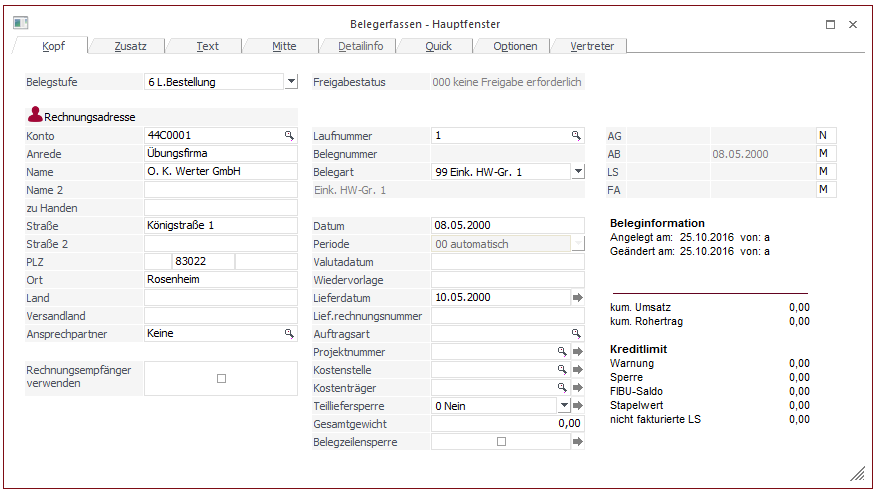 Belegerfassen - Hauptfenster
Kopf Zusatz Text Mitte Detailinfo Quick Optionen Vertreter
Belegstufe 6 L.Bestellung Freigabestatus 000 keine Freigabe erforderlich
Rechnungsadresse
Konto 44C0001 Laufnummer 1 AG N
Anrede Übungsfirma Belegnummer AB 08.05.2000 M
Name O. K. Werter GmbH Belegart 99 Eink. HW-Gr. 1 LS M
Name 2 Eink. HW-Gr. 1 FA M
zu Handen
Straße Königstraße 1 Datum 08.05.2000 Beleginformation
Straße 2 Periode 00 automatisch Angelegt am: 25.10.2016 von: a
PLZ 83022 Valutadatum Geändert am: 25.10.2016 von: a
Ort Rosenheim Wiedervorlage
Land Lieferdatum 10.05.2000
Versandland Lief.rechnungsnummer kum. Umsatz 0,00
Ansprechpartner Keine Auftragsart kum. Rohertrag 0,00
Projektnummer Kreditlimit
Rechnungsempfänger Kostenstelle Warnung 0,00
verwenden Kostenträger Sperre 0,00
Teilliefersperre 0 Nein FIBU-Saldo 0,00
Gesamtgewicht 0,00 Stapelwert 0,00
Belegzeilensperre nicht fakturierte LS 0,00